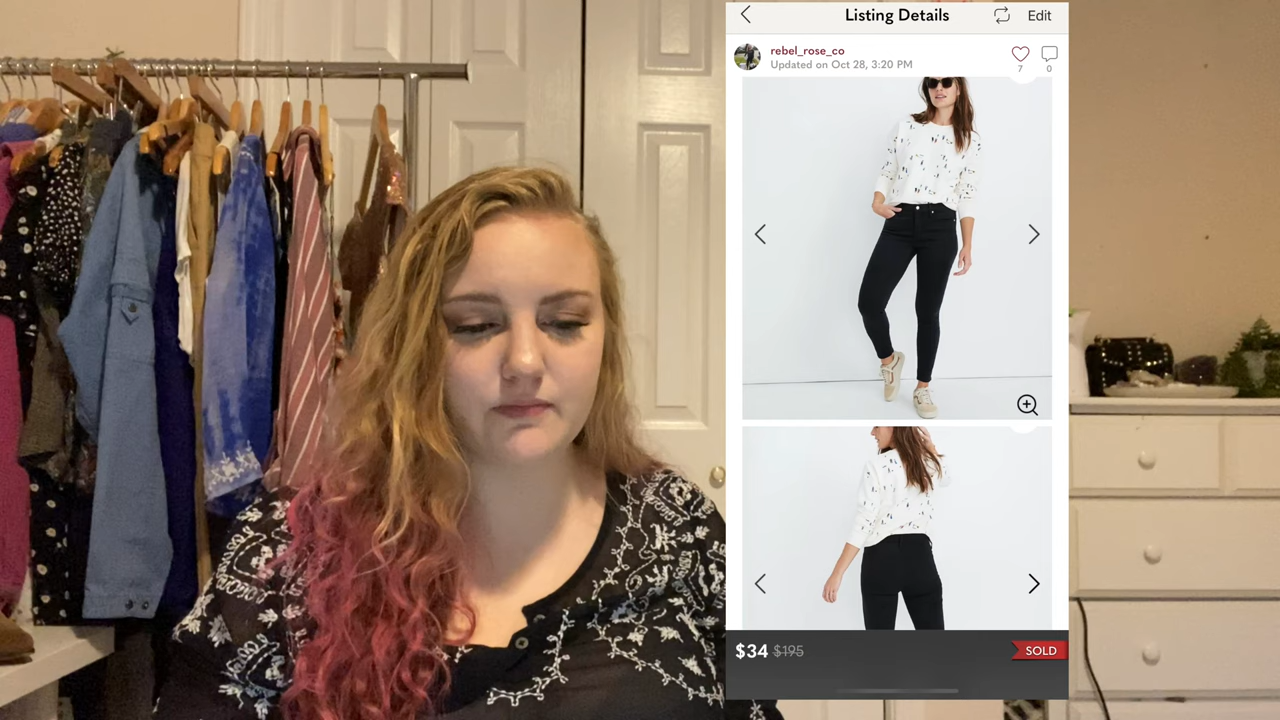 Listing Details
Edit
rebel_rose_co
Updated on Oct 28, 3:20 PM
7
0
$34 $195
SOLD